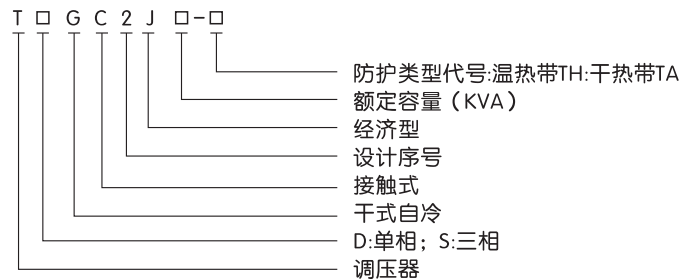 T□GC2J□-□
防护类型代号:温热带TH:干热带TA
额定容量（KVA）
经济型
设计序号
接触式
干式自冷
D:单相；S:三相
调压器